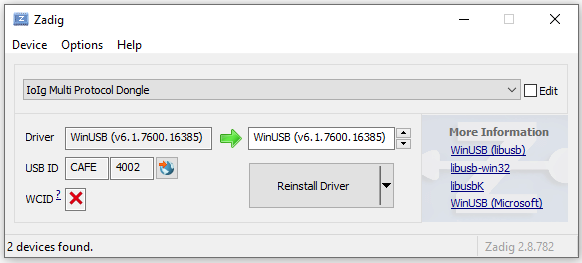 Zadig
Device Options Help
IoIg Multi Protocol Dongle
Edit
Driver WinUSB (v6.1.7600.16385) WinUSB (v6.1.7600.16385)
USB ID CAFE 4002
WCID ?
Reinstall Driver
More Information
WinUSB (libusb)
libusb-win32
libusbK
WinUSB (Microsoft)
2 devices found.
Zadig 2.8.782